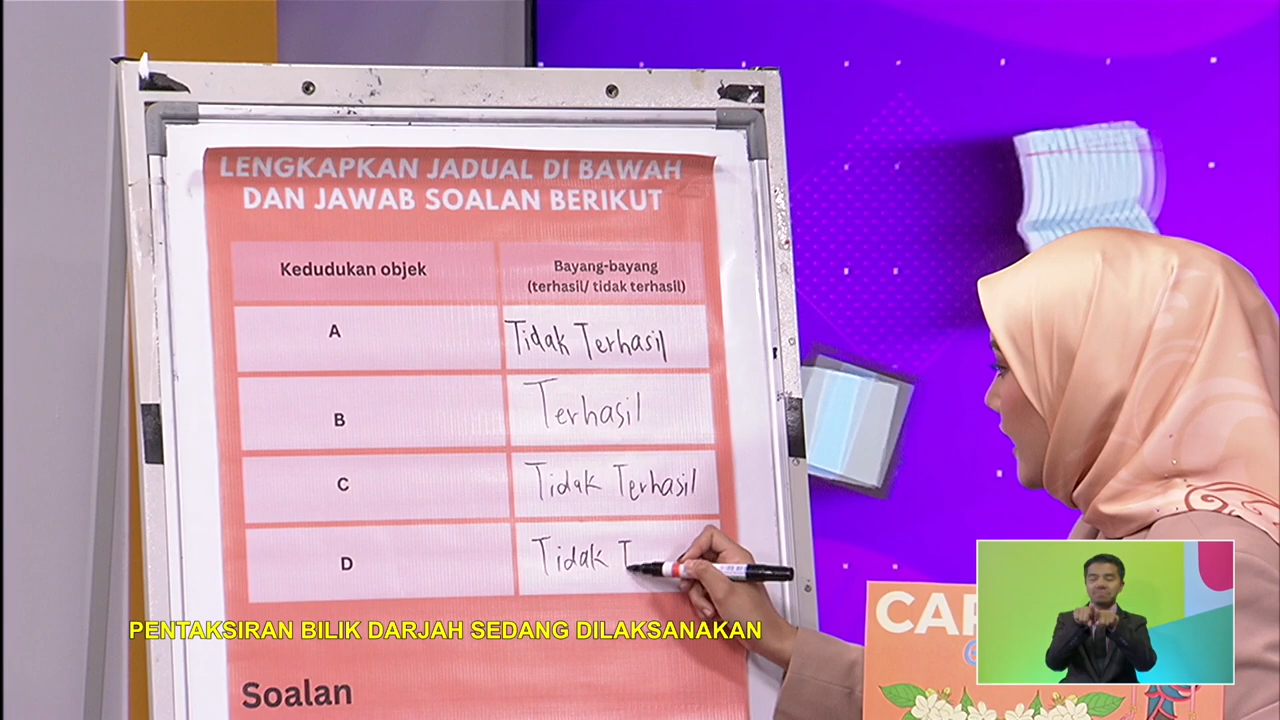 LENGKAPKAN JADUAL DI BAWAH
DAN JAWAB SOALAN BERIKUT
Kedudukan objek
Bayang-bayang
(terhasil/ tidak terhasil)
A
Tidak Terhasil
B
Terhasil
C
Tidak Terhasil
D
Tidak T
PENTAKSIRAN BILIK DARJAH SEDANG DILAKSANAKAN
Soalan